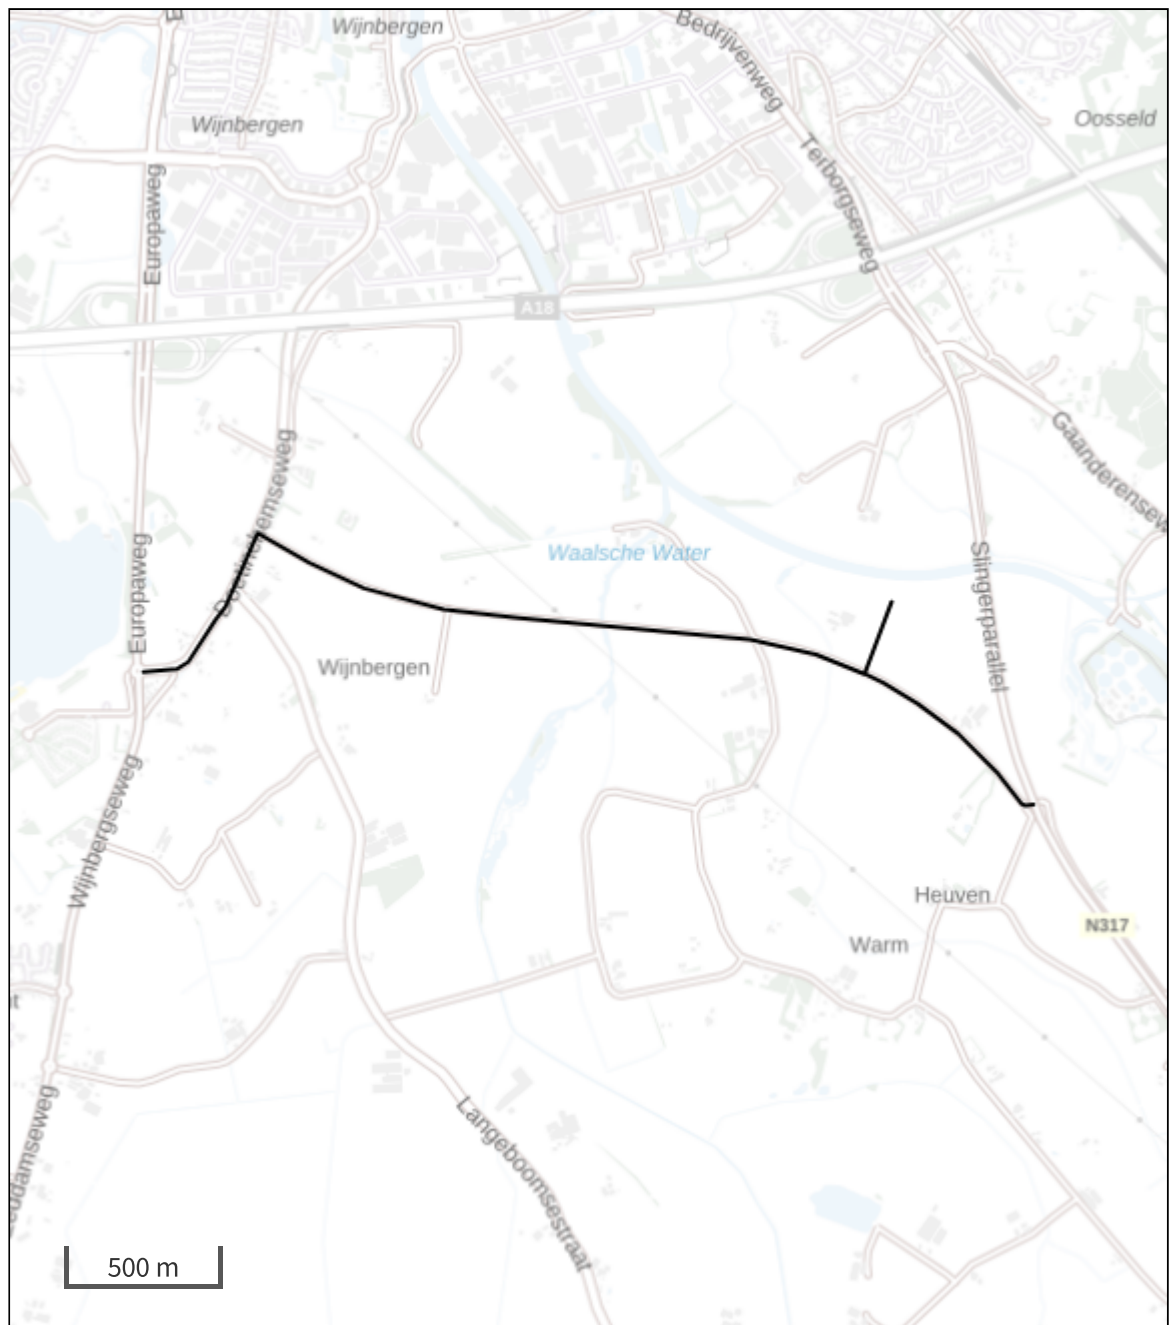 Wijnbergen
Bedrijvenweg
Wijnbergen
Oosseld
Terborgseweg
Europaweg
A18
Gaanderensew
Doetinchemseweg
Europaweg
Waalsche Water
Slingerparallel
Wijnbergen
Wijnbergseweg
Heuven
N317
Warm
Langeboomsestraat
500 m